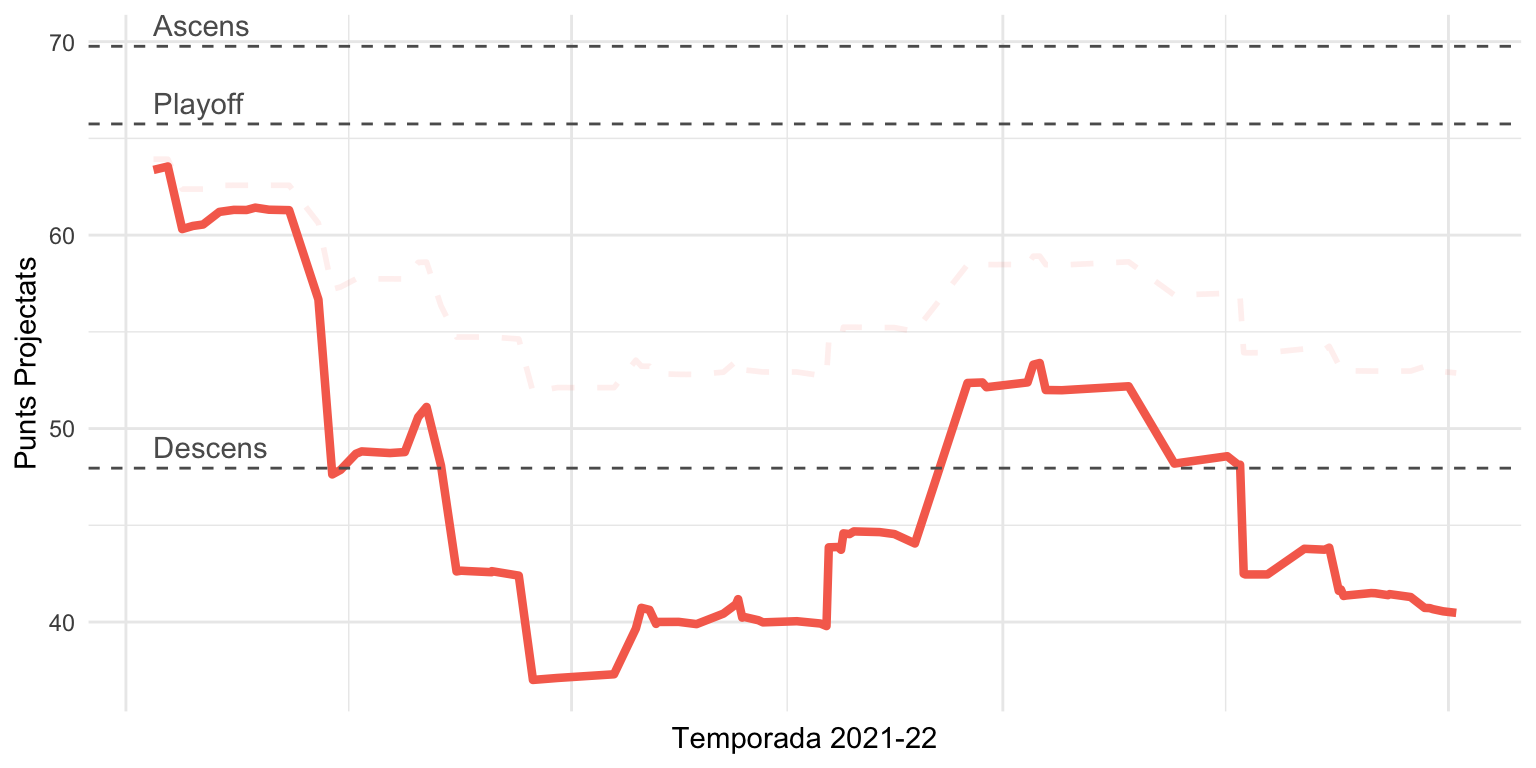 Ascens
70
Playoff
60
50
Descens
40
Punts Projectats
Temporada 2021-22